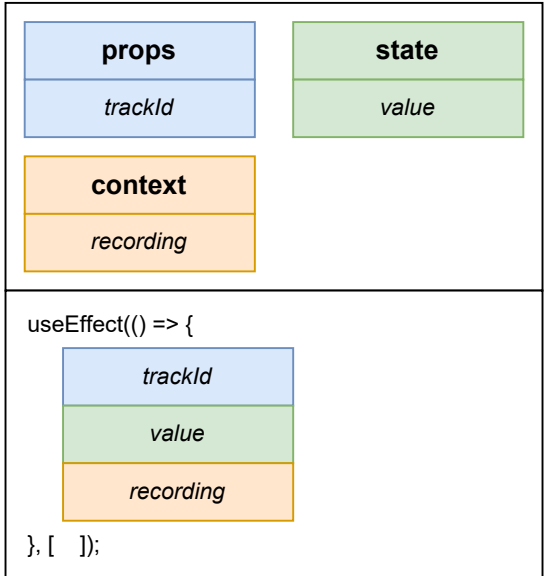 props
trackId
state
value
context
recording
useEffect(() => {
trackId
value
recording
}, [ ]);